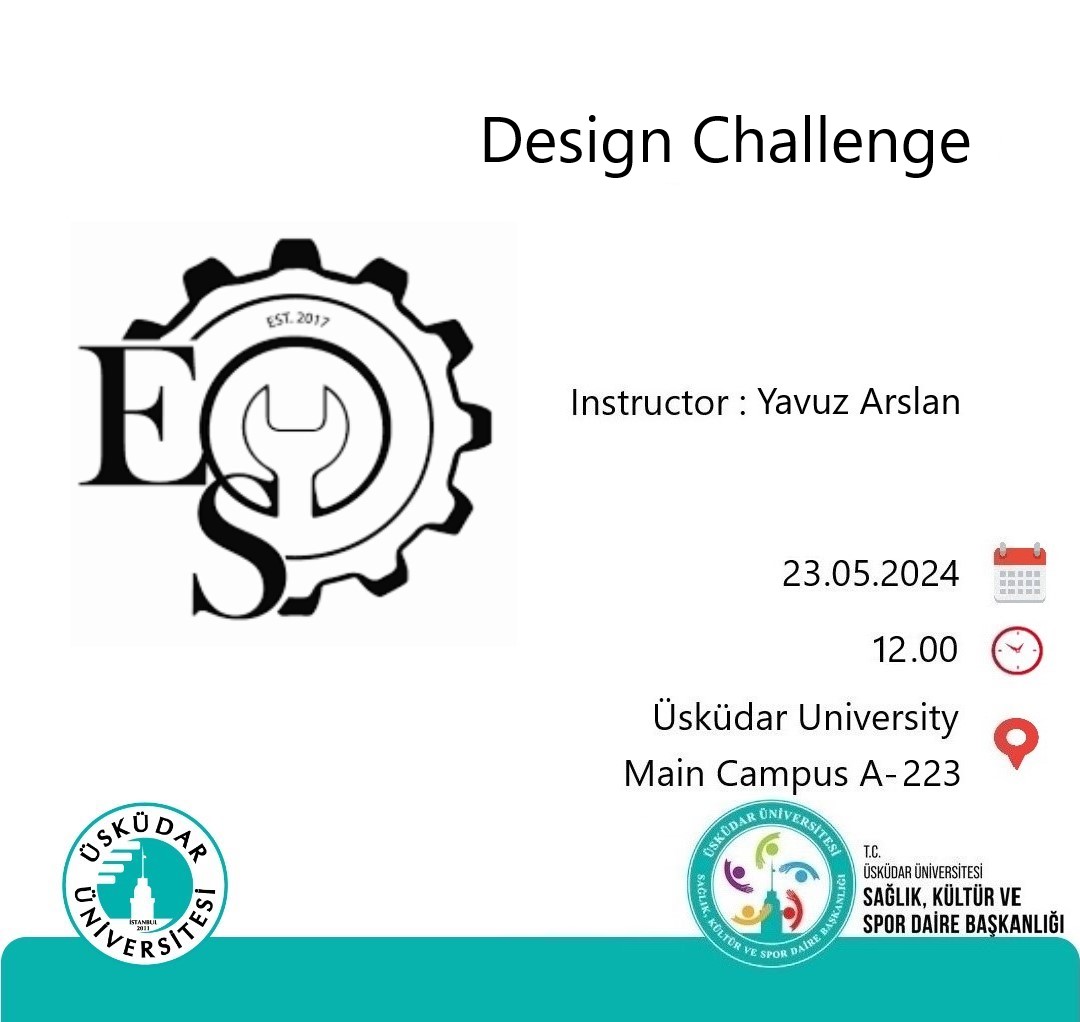 Design Challenge
EST. 2017
E
S
Instructor : Yavuz Arslan
23.05.2024
12.00
Üsküdar University
Main Campus A-223
ÜSKÜDAR
ÜNİVERSİTESİ
İSTANBUL
2011
ÜSKÜDAR ÜNİVERSİTESİ
SAĞLIK, KÜLTÜR VE SPOR DAİRE BAŞKANLIĞI
T.C.
ÜSKÜDAR ÜNİVERSİTESİ
SAĞLIK, KÜLTÜR VE
SPOR DAİRE BAŞKANLIĞI